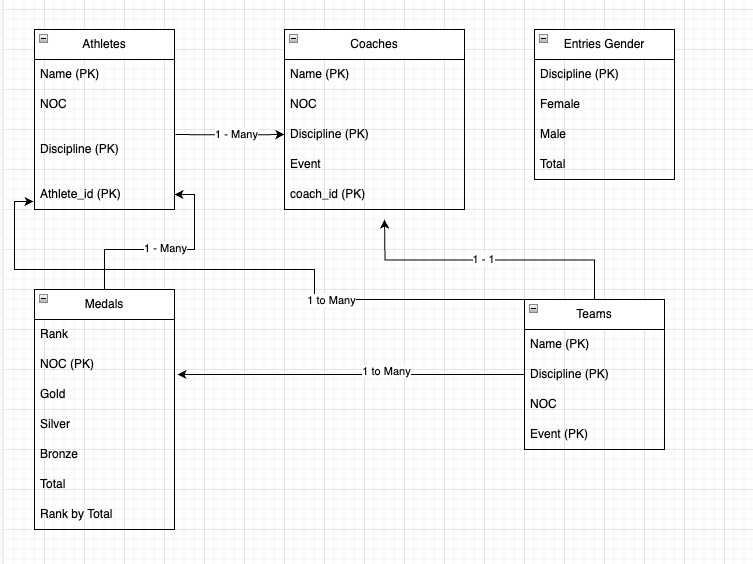 Athletes
Name (PK)
NOC
Discipline (PK)
Athlete_id (PK)
Coaches
Name (PK)
NOC
Discipline (PK)
Event
coach_id (PK)
Entries Gender
Discipline (PK)
Female
Male
Total
1 - Many
1 - Many
1 - 1
1 to Many
1 to Many
Medals
Rank
NOC (PK)
Gold
Silver
Bronze
Total
Rank by Total
Teams
Name (PK)
Discipline (PK)
NOC
Event (PK)